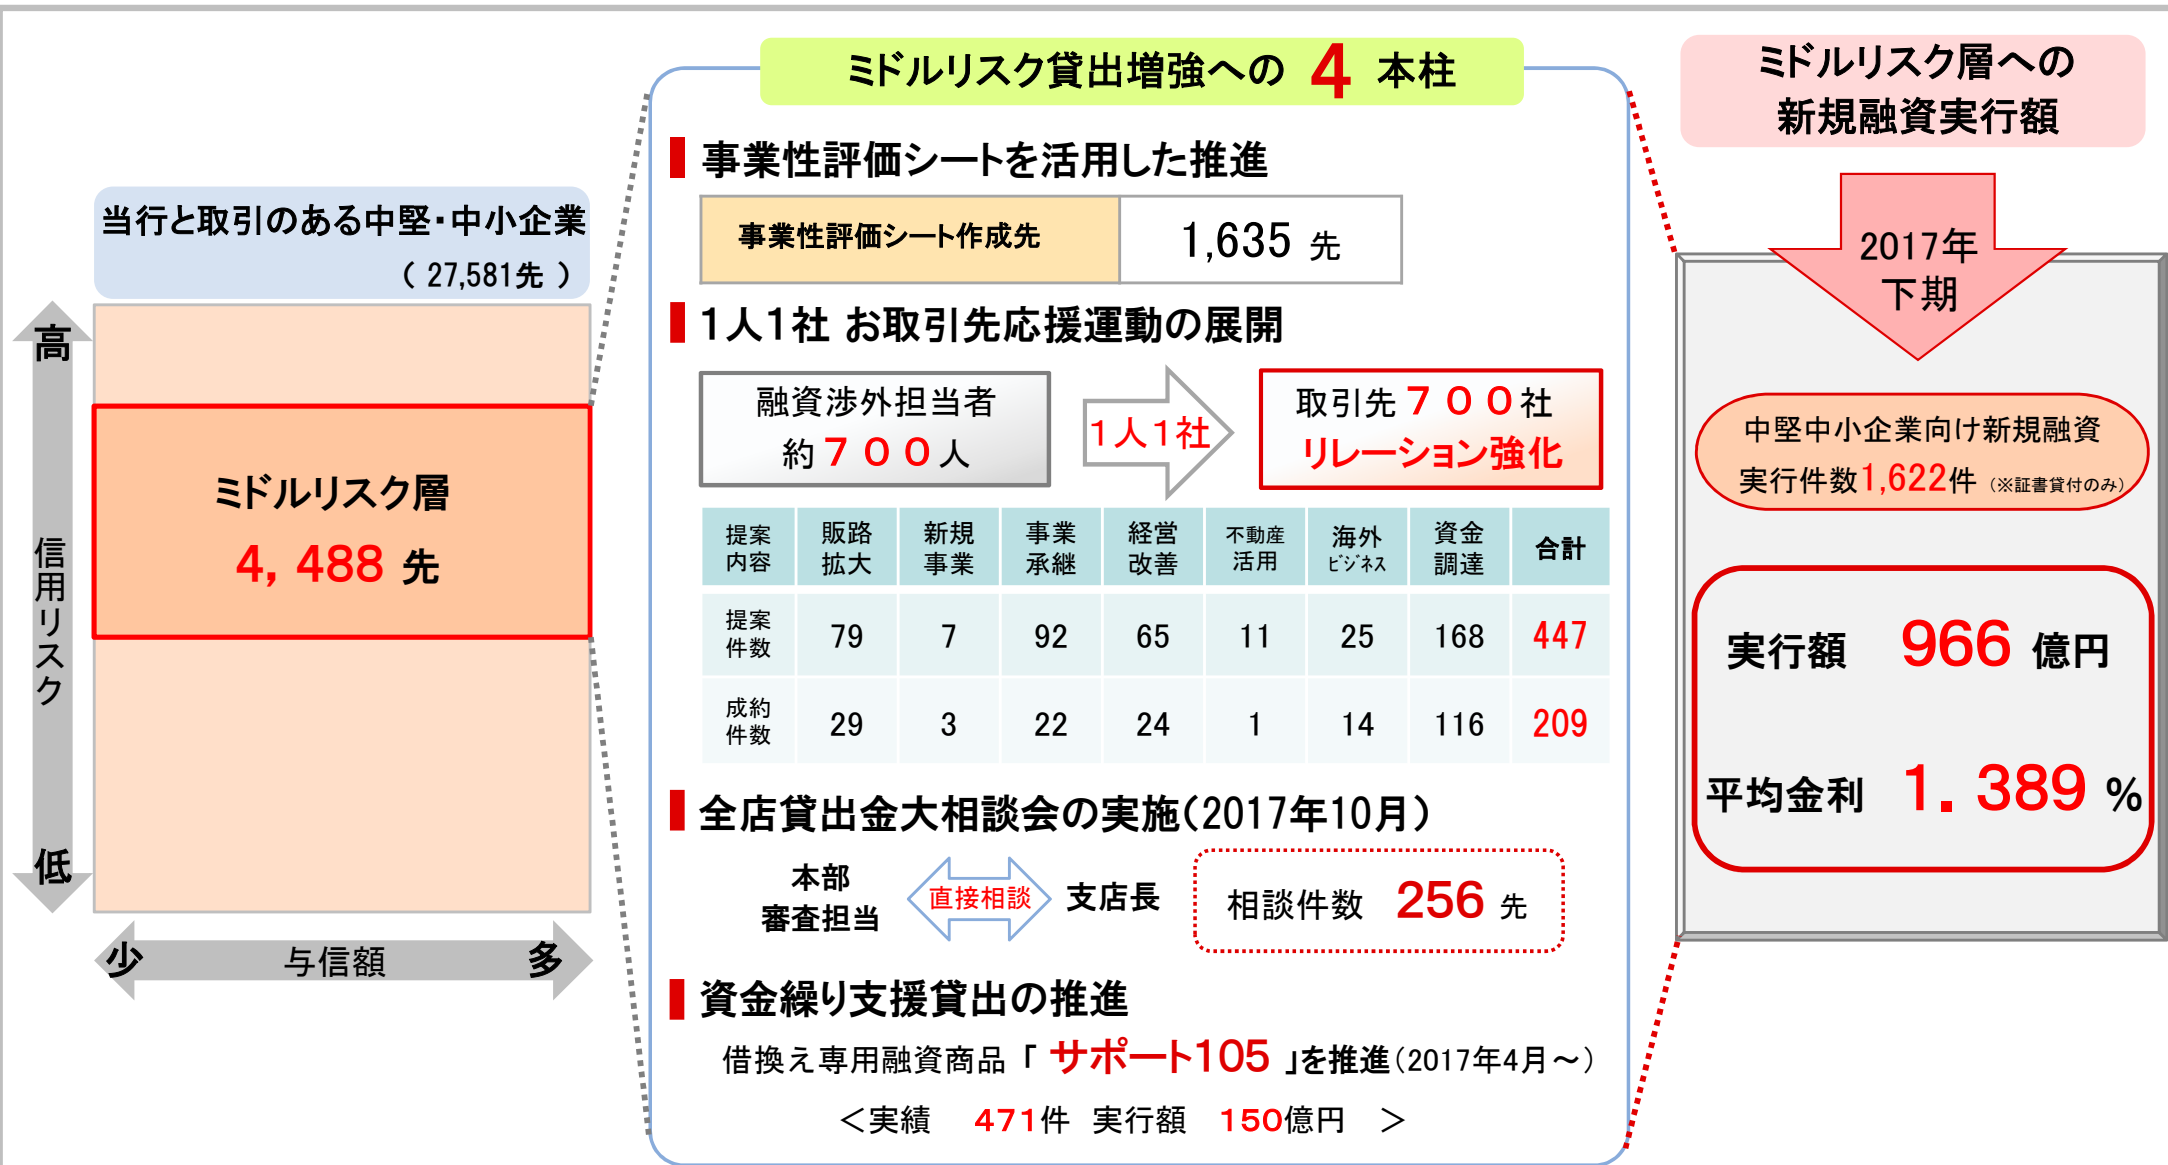 当行と取引のある中堅・中小企業
（ 27,581先 ）
高
信用リスク
低
ミドルリスク層
4,488 先
少
与信額
多
ミドルリスク貸出増強への 4 本柱
事業性評価シートを活用した推進
事業性評価シート作成先 1,635 先
1人1社 お取引先応援運動の展開
融資渉外担当者
約７００人
1人1社
取引先７００社
リレーション強化
提案内容 販路拡大 新規事業 事業承継 経営改善 不動産活用 海外ﾋﾞｼﾞﾈｽ 資金調達 合計
提案件数 79 7 92 65 11 25 168 447
成約件数 29 3 22 24 1 14 116 209
全店貸出金大相談会の実施（2017年10月）
本部
審査担当
直接相談
支店長
相談件数 256 先
資金繰り支援貸出の推進
借換え専用融資商品「 サポート105 」を推進（2017年4月～）
＜実績 471件 実行額 150億円 ＞
ミドルリスク層への
新規融資実行額
2017年
下期
中堅中小企業向け新規融資
実行件数1,622件（※証書貸付のみ）
実行額 966 億円
平均金利 1.389 %